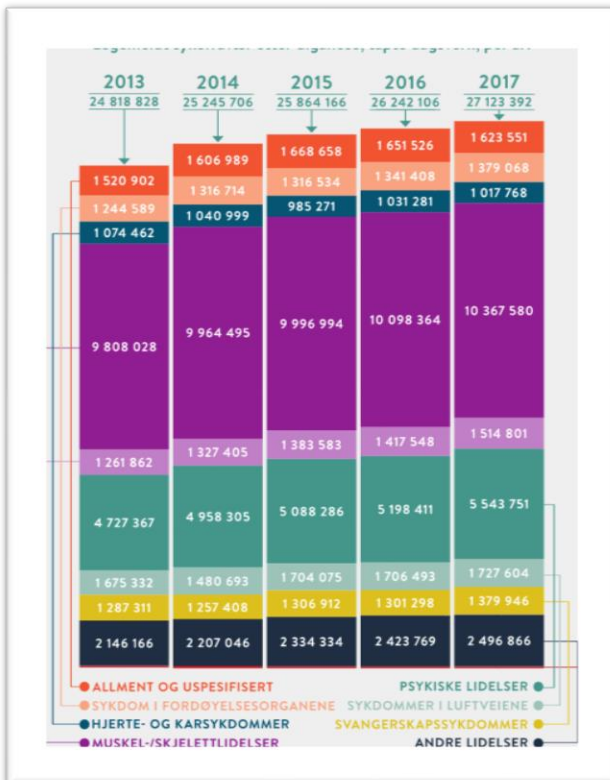 2013 2014 2015 2016 2017
24 818 828 25 245 706 25 864 166 26 242 106 27 123 392
1 520 902 1 606 989 1 668 658 1 651 526 1 623 551
1 244 589 1 316 714 1 316 534 1 341 408 1 379 068
1 074 462 1 040 999 985 271 1 031 281 1 017 768
9 808 028 9 964 495 9 996 994 10 098 364 10 367 580
1 261 862 1 327 405 1 383 583 1 417 548 1 514 801
4 727 367 4 958 305 5 088 286 5 198 411 5 543 751
1 675 332 1 480 693 1 704 075 1 706 493 1 727 604
1 287 311 1 257 408 1 306 912 1 301 298 1 379 946
2 146 166 2 207 046 2 334 334 2 423 769 2 496 866
ALLMENT OG USPESIFISERT PSYKISKE LIDELSER
SYKDOM I FORDØYELSESORGANENE SYKDOMMER I LUFTVEIENE
HJERTE- OG KARSYKDOMMER SVANGERSKAPSSYKDOMMER
MUSKEL-/SKJELETTLIDELSER ANDRE LIDELSER